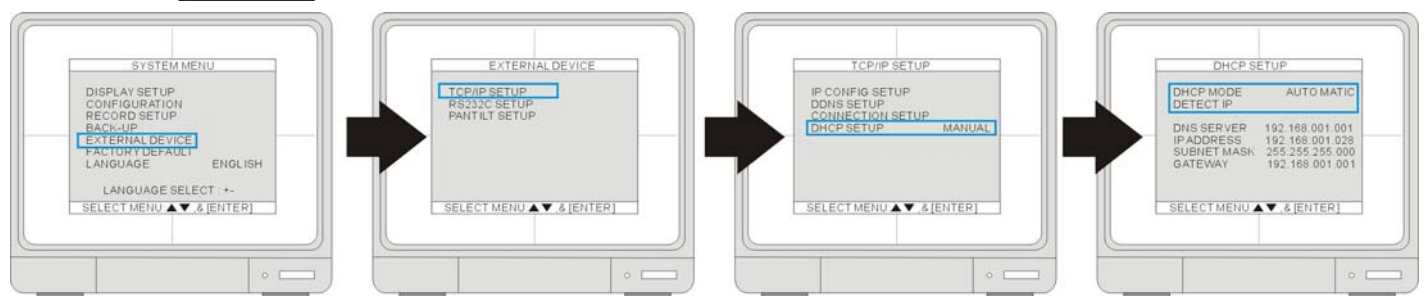 SYSTEM MENU
DISPLAY SETUP
CONFIGURATION
RECORD SETUP
BACK-UP
EXTERNAL DEVICE
FACTORY DEFAULT
LANGUAGE ENGLISH
LANGUAGE SELECT : +-
SELECT MENU ▲▼ ,& [ENTER]
EXTERNAL DEVICE
TCP/IP SETUP
RS232C SETUP
PAN TILT SETUP
SELECT MENU ▲▼ ,& [ENTER]
TCP/IP SETUP
IP CONFIG SETUP
DDNS SETUP
CONNECTION SETUP
DHCP SETUP MANUAL
SELECT MENU ▲▼ ,& [ENTER]
DHCP SETUP
DHCP MODE AUTO MATIC
DETECT IP
DNS SERVER 192.168.001.001
IP ADDRESS 192.168.001.028
SUBNET MASK 255.255.255.000
GATEWAY 192.168.001.001
SELECT MENU ▲▼ ,& [ENTER]